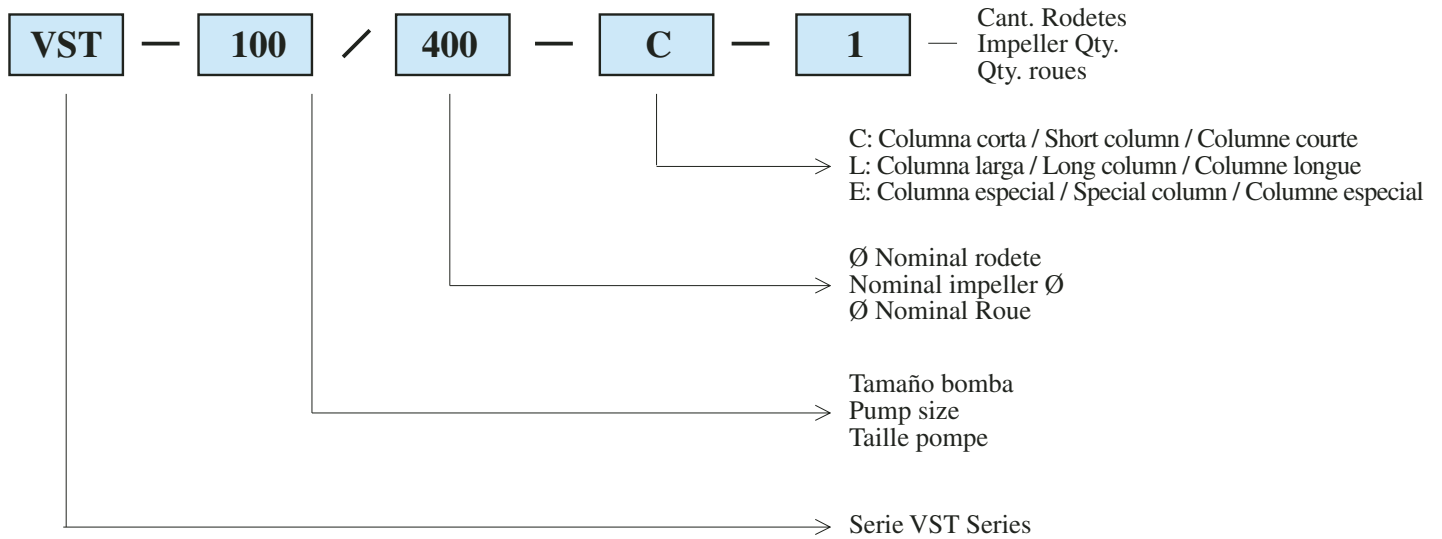 VST — 100 / 400 — C — 1 — Cant. Rodetes
Impeller Qty.
Qty. roues
C: Columna corta / Short column / Columne courte
L: Columna larga / Long column / Columne longue
E: Columna especial / Special column / Columne especial
Ø Nominal rodete
Nominal impeller Ø
Ø Nominal Roue
Tamaño bomba
Pump size
Taille pompe
Serie VST Series